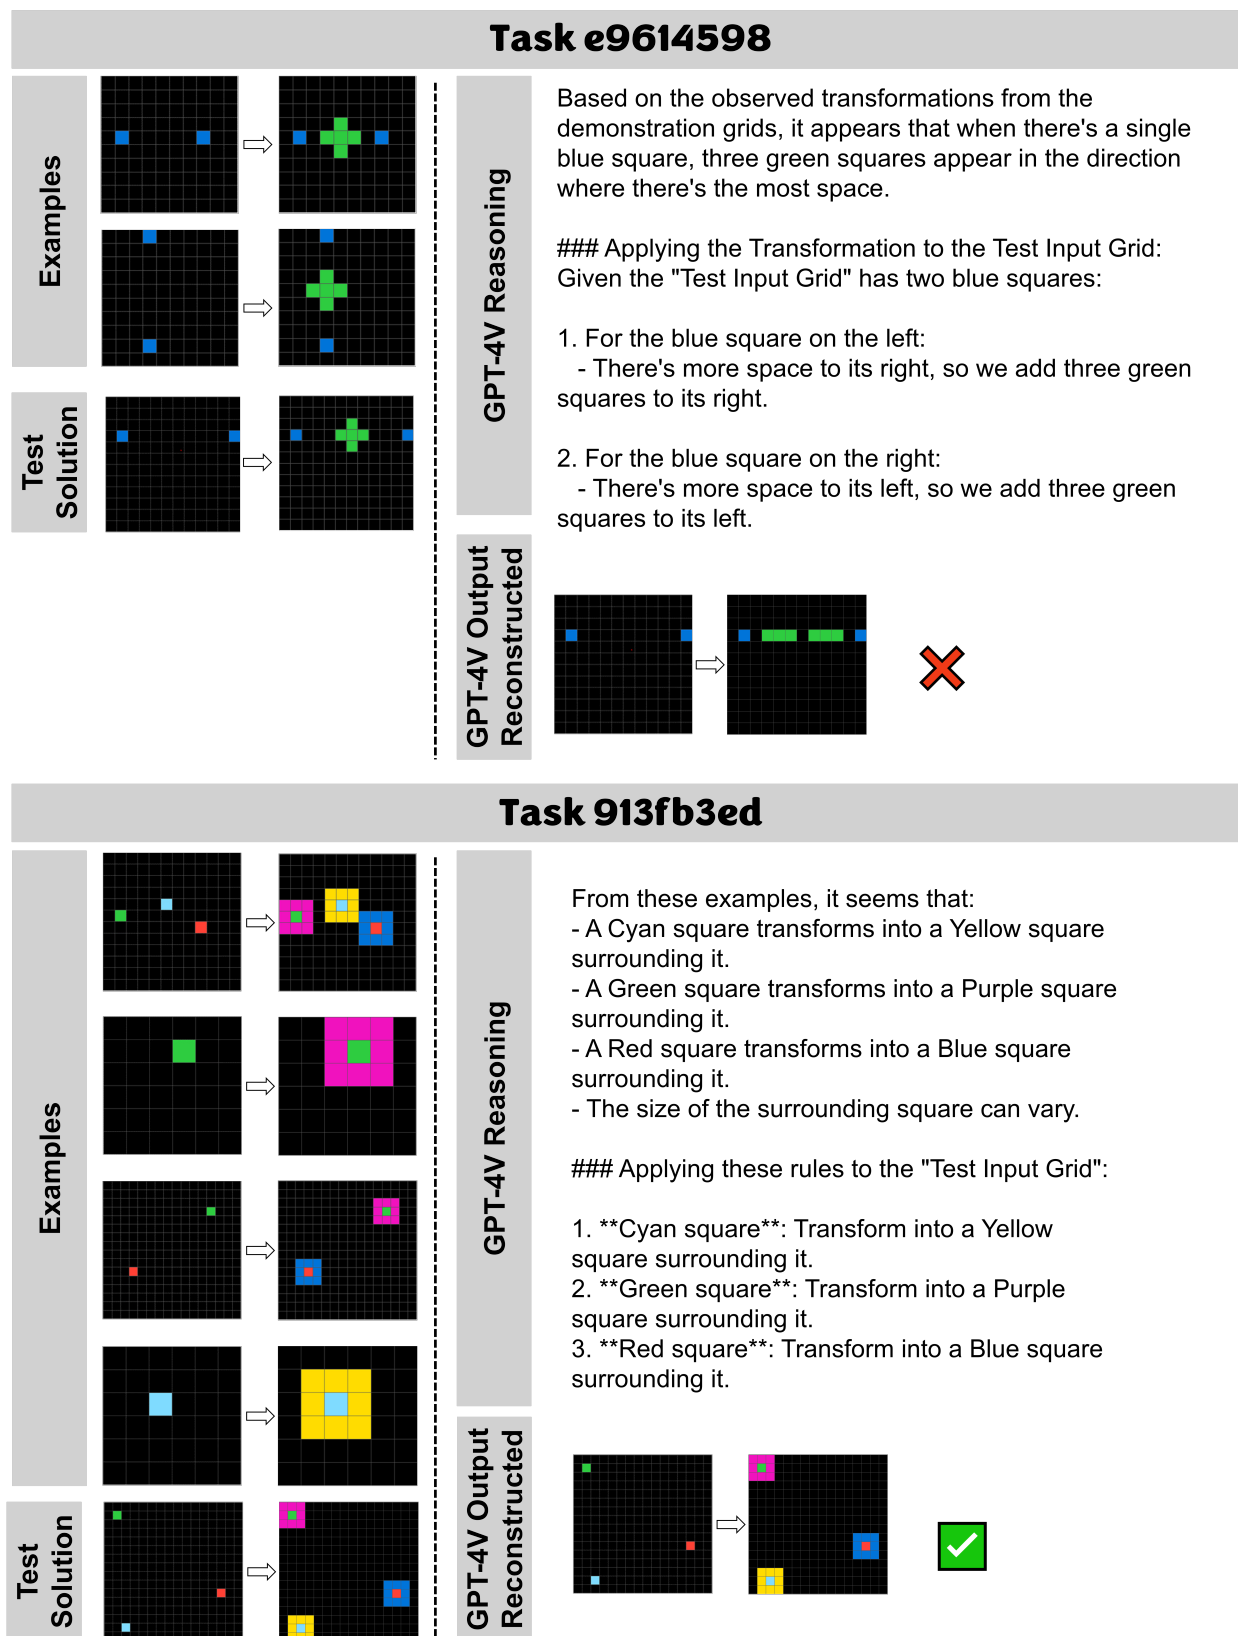 Task e9614598
Examples
Test
Solution
GPT-4V Reasoning
Based on the observed transformations from the
demonstration grids, it appears that when there's a single
blue square, three green squares appear in the direction
where there's the most space.
### Applying the Transformation to the Test Input Grid:
Given the "Test Input Grid" has two blue squares:
1. For the blue square on the left:
- There's more space to its right, so we add three green
squares to its right.
2. For the blue square on the right:
- There's more space to its left, so we add three green
squares to its left.
GPT-4V Output
Reconstructed
Task 913fb3ed
Examples
Test
Solution
GPT-4V Reasoning
From these examples, it seems that:
- A Cyan square transforms into a Yellow square
surrounding it.
- A Green square transforms into a Purple square
surrounding it.
- A Red square transforms into a Blue square
surrounding it.
- The size of the surrounding square can vary.
### Applying these rules to the "Test Input Grid":
1. **Cyan square**: Transform into a Yellow
square surrounding it.
2. **Green square**: Transform into a Purple
square surrounding it.
3. **Red square**: Transform into a Blue square
surrounding it.
GPT-4V Output
Reconstructed